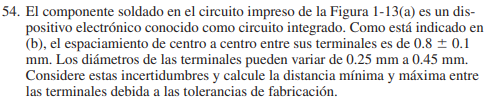 54. El componente soldado en el circuito impreso de la Figura 1-13(a) es un dis-
positivo electrónico conocido como circuito integrado. Como está indicado en
(b), el espaciamiento de centro a centro entre sus terminales es de 0.8 ± 0.1
mm. Los diámetros de las terminales pueden variar de 0.25 mm a 0.45 mm.
Considere estas incertidumbres y calcule la distancia mínima y máxima entre
las terminales debida a las tolerancias de fabricación.